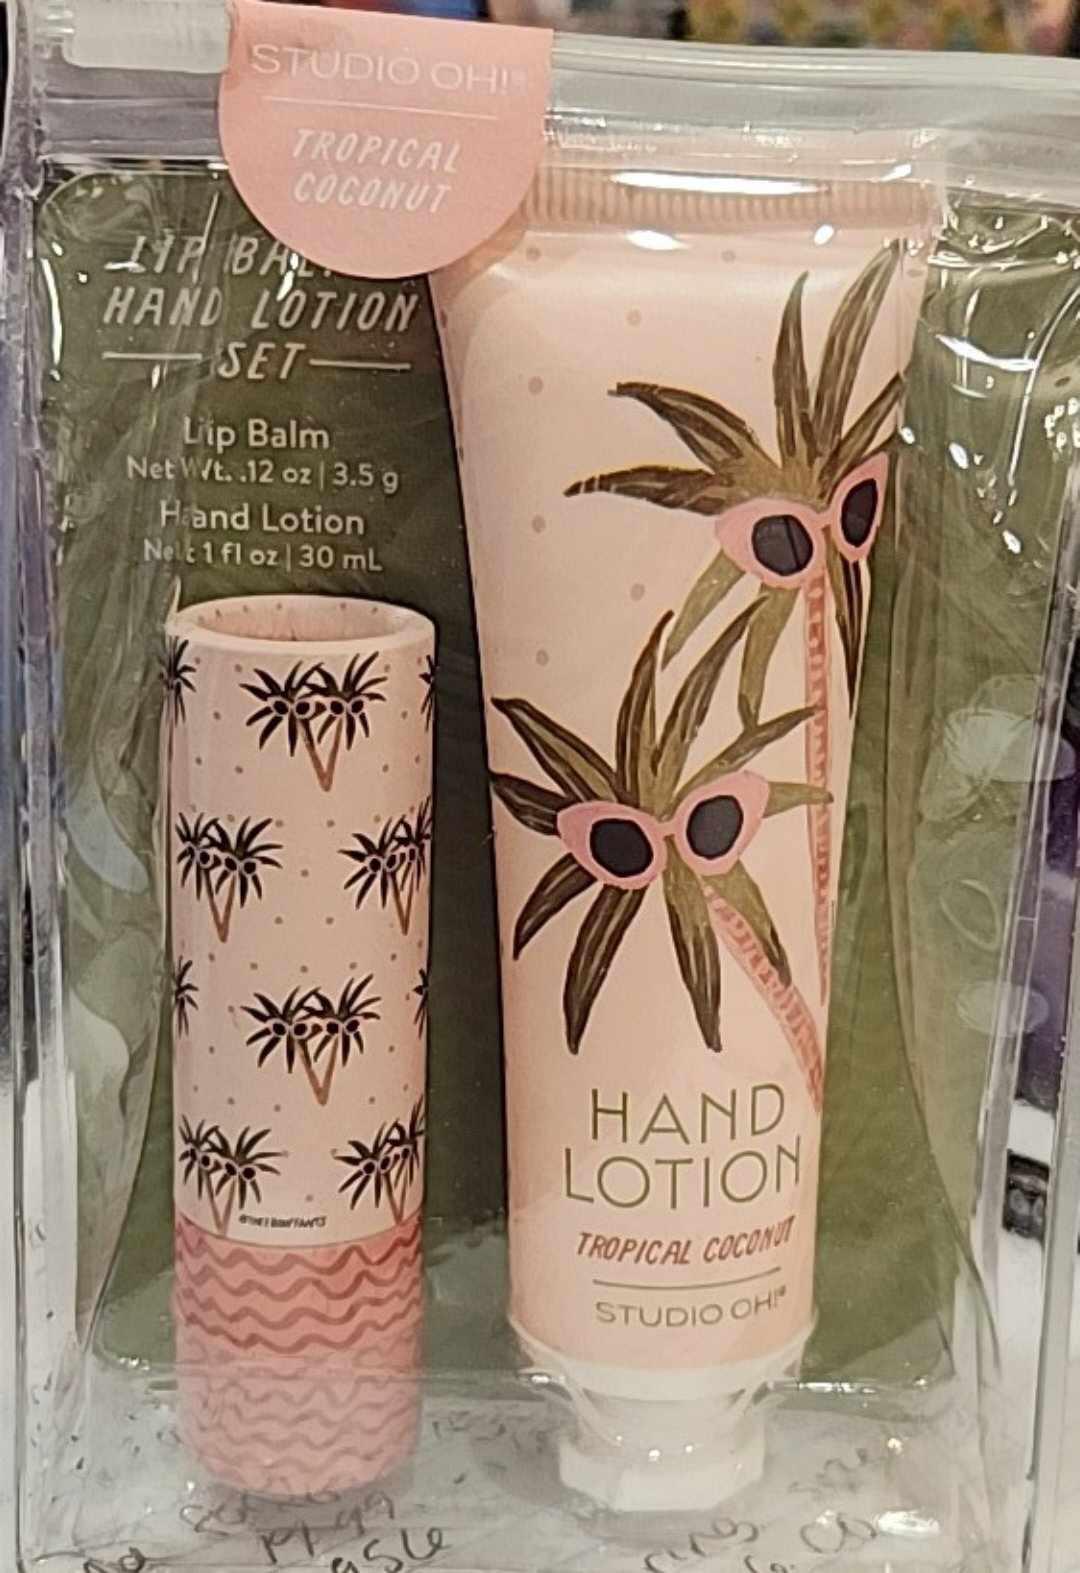 STUDIO OH!®
TROPICAL
COCONUT
LIP
HAND LOTION
SET
Lip Balm
Net Wt. .12 oz | 3.5 g
Hand Lotion
Net 1 fl oz | 30 mL
HAND
LOTION
TROPICAL COCONUT
STUDIO OH!®